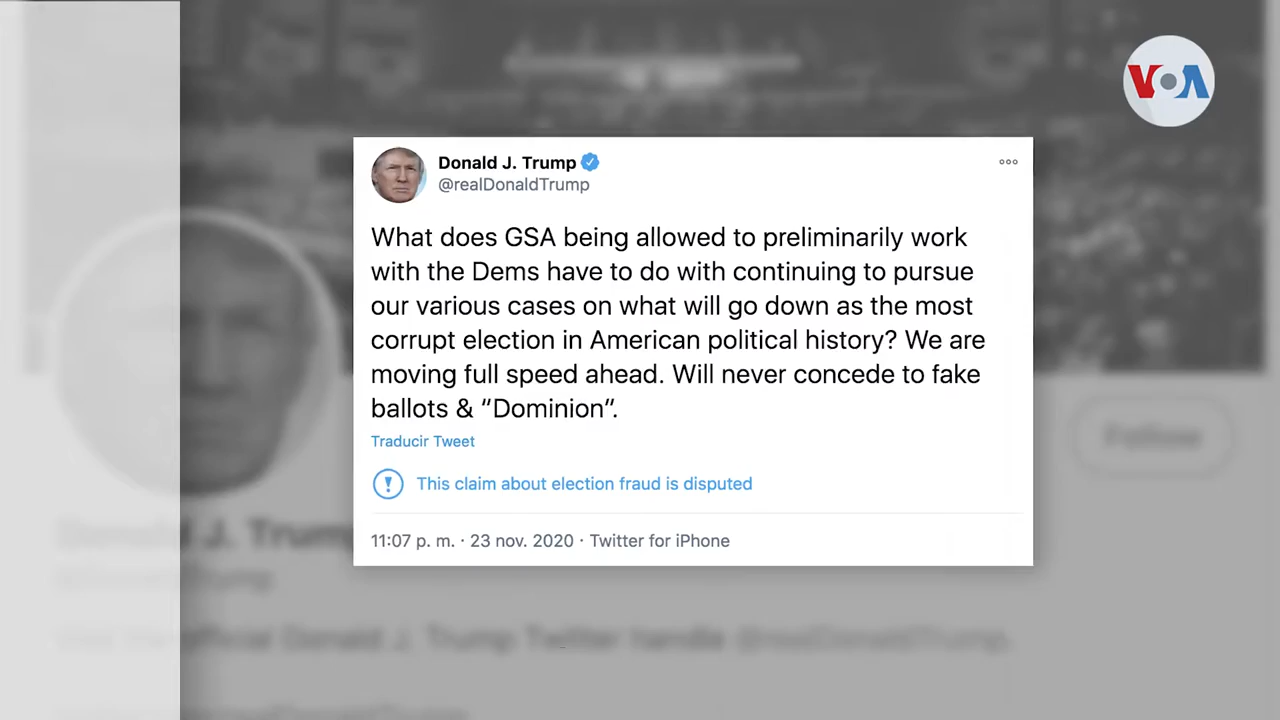 VOA
Donald J. Trump
@realDonaldTrump
What does GSA being allowed to preliminarily work
with the Dems have to do with continuing to pursue
our various cases on what will go down as the most
corrupt election in American political history? We are
moving full speed ahead. Will never concede to fake
ballots & “Dominion”.
Traducir Tweet
This claim about election fraud is disputed
11:07 p. m. · 23 nov. 2020 · Twitter for iPhone
Follow
Donald J. Trump